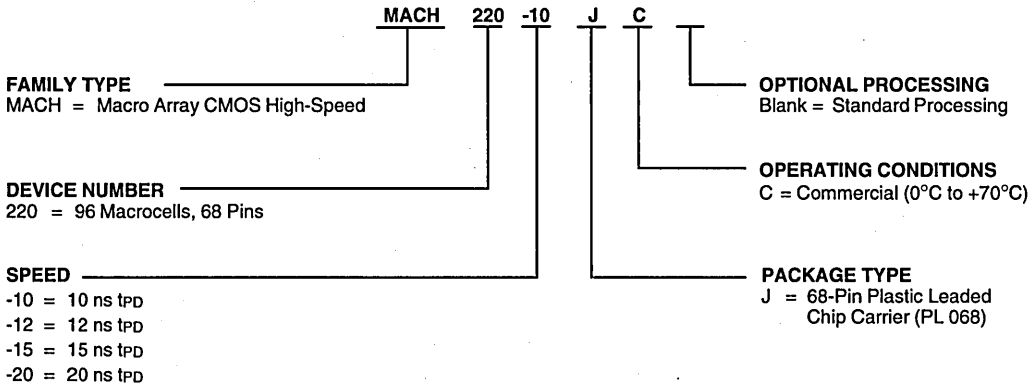 MACH 220 -10 J C
FAMILY TYPE
MACH = Macro Array CMOS High-Speed
DEVICE NUMBER
220 = 96 Macrocells, 68 Pins
SPEED
-10 = 10 ns tPD
-12 = 12 ns tPD
-15 = 15 ns tPD
-20 = 20 ns tPD
OPTIONAL PROCESSING
Blank = Standard Processing
OPERATING CONDITIONS
C = Commercial (0°C to +70°C)
PACKAGE TYPE
J = 68-Pin Plastic Leaded
Chip Carrier (PL 068)